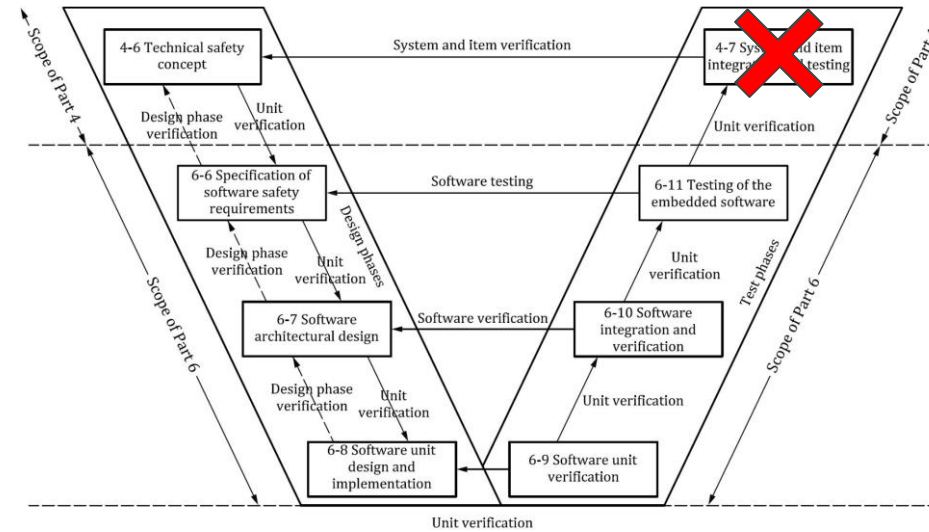 Scope of Part 4
4-6 Technical safety
concept
System and item verification
4-7 System and item
testing
Scope of Part
Design phase
verification
Unit
verification
Unit verification
6-6 Specification of
software safety
requirements
Software testing
6-11 Testing of the
embedded software
Design phases
Design phase
verification
Unit
verification
Unit
verification
Test phases
Scope of Part 6
6-7 Software
architectural design
Software verification
6-10 Software
integration and
verification
Scope of Part 6
Design phase
verification
Unit
verification
Unit verification
6-8 Software unit
design and
implementation
6-9 Software unit
verification
Unit verification